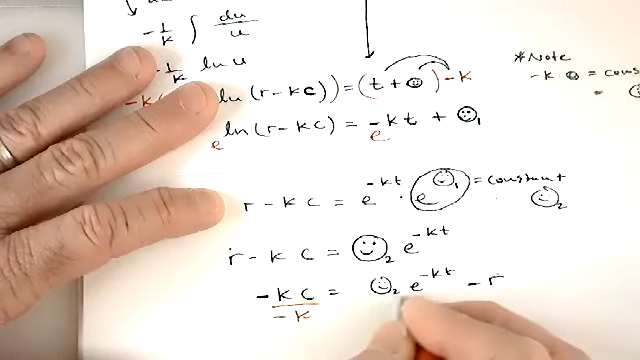 -1/k ∫ du/u
-1/k ln u
*Note
ln(r-kc)) = (t+☺)-k
-k ☺ = cons
= ☺
e ln(r-kc) = e -kt + ☺₁
r-kc = e^-kt · e^☺₁ = constant
☺₂
r-kc = ☺₂ e^-kt
-kc = ☺₂ e^-kt - r
-k